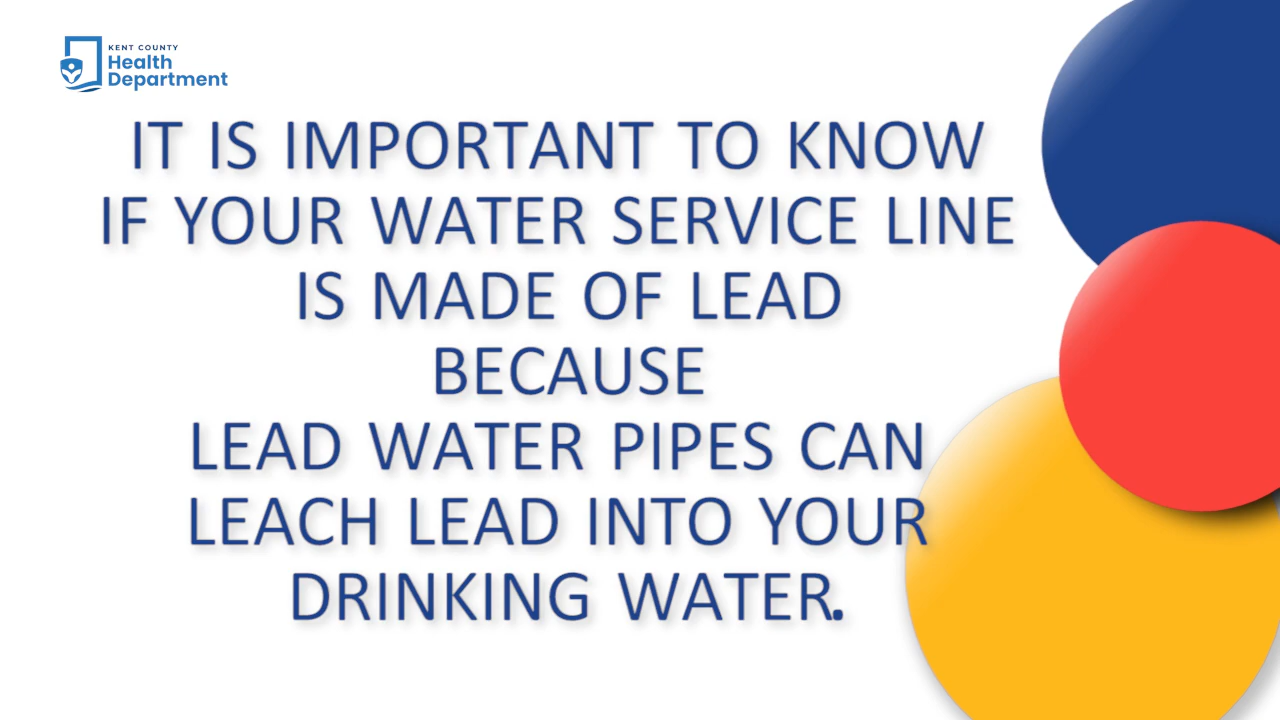 KENT COUNTY
Health
Department
IT IS IMPORTANT TO KNOW
IF YOUR WATER SERVICE LINE
IS MADE OF LEAD
BECAUSE
LEAD WATER PIPES CAN
LEACH LEAD INTO YOUR
DRINKING WATER.